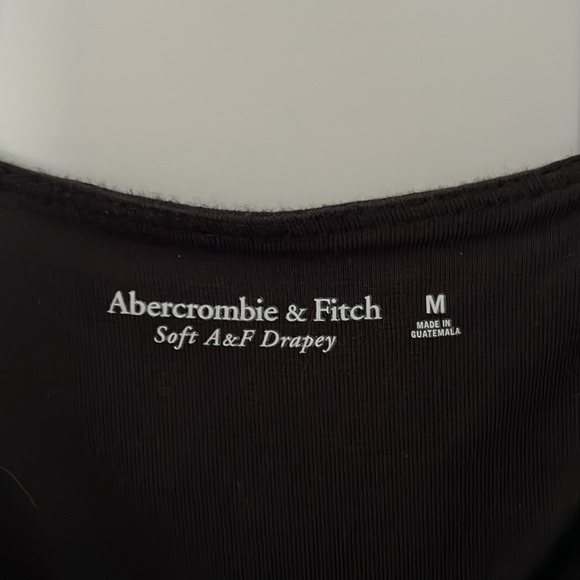 Abercrombie & Fitch
Soft A&F Drapey
M
MADE IN
GUATEMALA